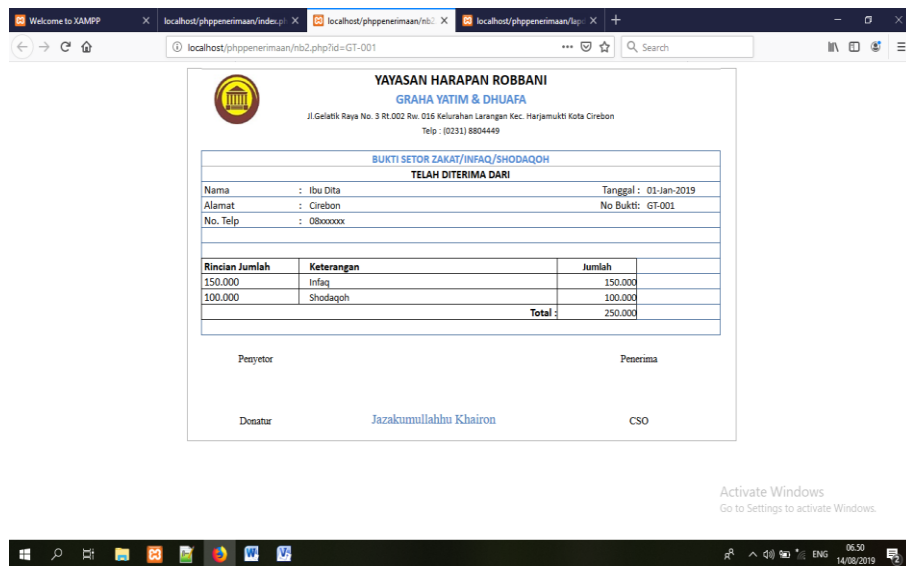 Welcome to XAMPP
localhost/phppenerimaan/index.ph
localhost/phppenerimaan/nb2.
localhost/phppenerimaan/lapo
localhost/phppenerimaan/nb2.php?id=GT-001
Search
YAYASAN HARAPAN ROBBANI
GRAHA YATIM & DHUAFA
Jl.Gelatik Raya No. 3 Rt.002 Rw. 016 Kelurahan Larangan Kec. Harjamukti Kota Cirebon
Telp : (0231) 8804449
BUKTI SETOR ZAKAT/INFAQ/SHODAQOH
TELAH DITERIMA DARI
Nama : Ibu Dita Tanggal : 01-Jan-2019
Alamat : Cirebon No Bukti: GT-001
No. Telp : 08xxxxxx
Rincian Jumlah Keterangan Jumlah
150.000 Infaq 150.000
100.000 Shodaqoh 100.000
Total : 250.000
Penyetor Penerima
Donatur Jazakumullahhu Khairon CSO
Activate Windows
Go to Settings to activate Windows.
ENG
06.50
14/08/2019
2